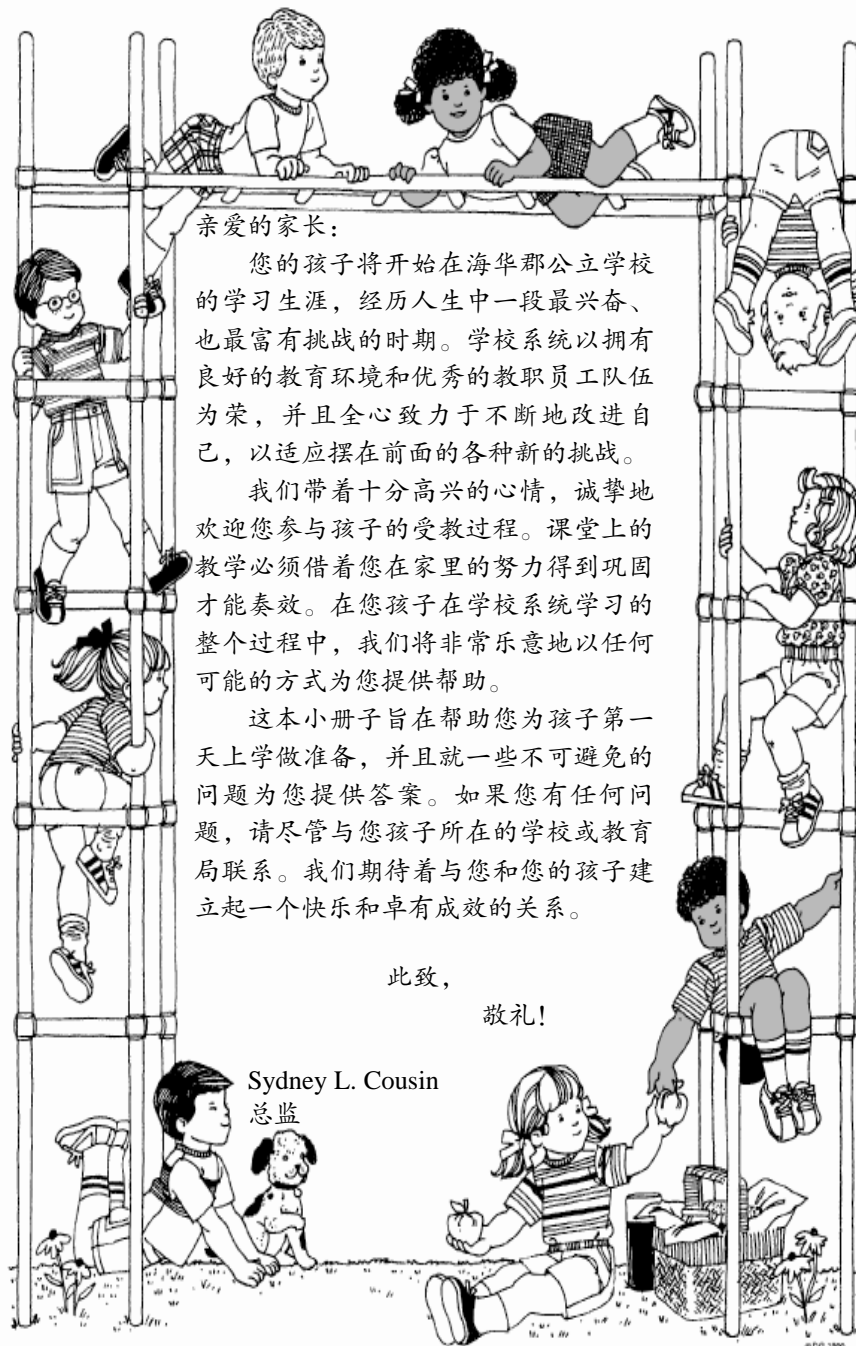 亲爱的家长：
您的孩子将开始在海华郡公立学校
的学习生涯，经历人生中一段最兴奋、
也最富有挑战的时期。学校系统以拥有
良好的教育环境和优秀的教职员工队伍
为荣，并且全心致力于不断地改进自
己，以适应摆在前面的各种新的挑战。
我们带着十分高兴的心情，诚挚地
欢迎您参与孩子的受教过程。课堂上的
教学必须借着您在家里的努力得到巩固
才能奏效。在您孩子在学校系统学习的
整个过程中，我们将非常乐意地以任何
可能的方式为您提供帮助。
这本小册子旨在帮助您为孩子第一
天上学做准备，并且就一些不可避免的
问题为您提供答案。如果您有任何问
题，请尽管与您孩子所在的学校或教育
局联系。我们期待着与您和您的孩子建
立起一个快乐和卓有成效的关系。
此致，
敬礼！
Sydney L. Cousin
总监